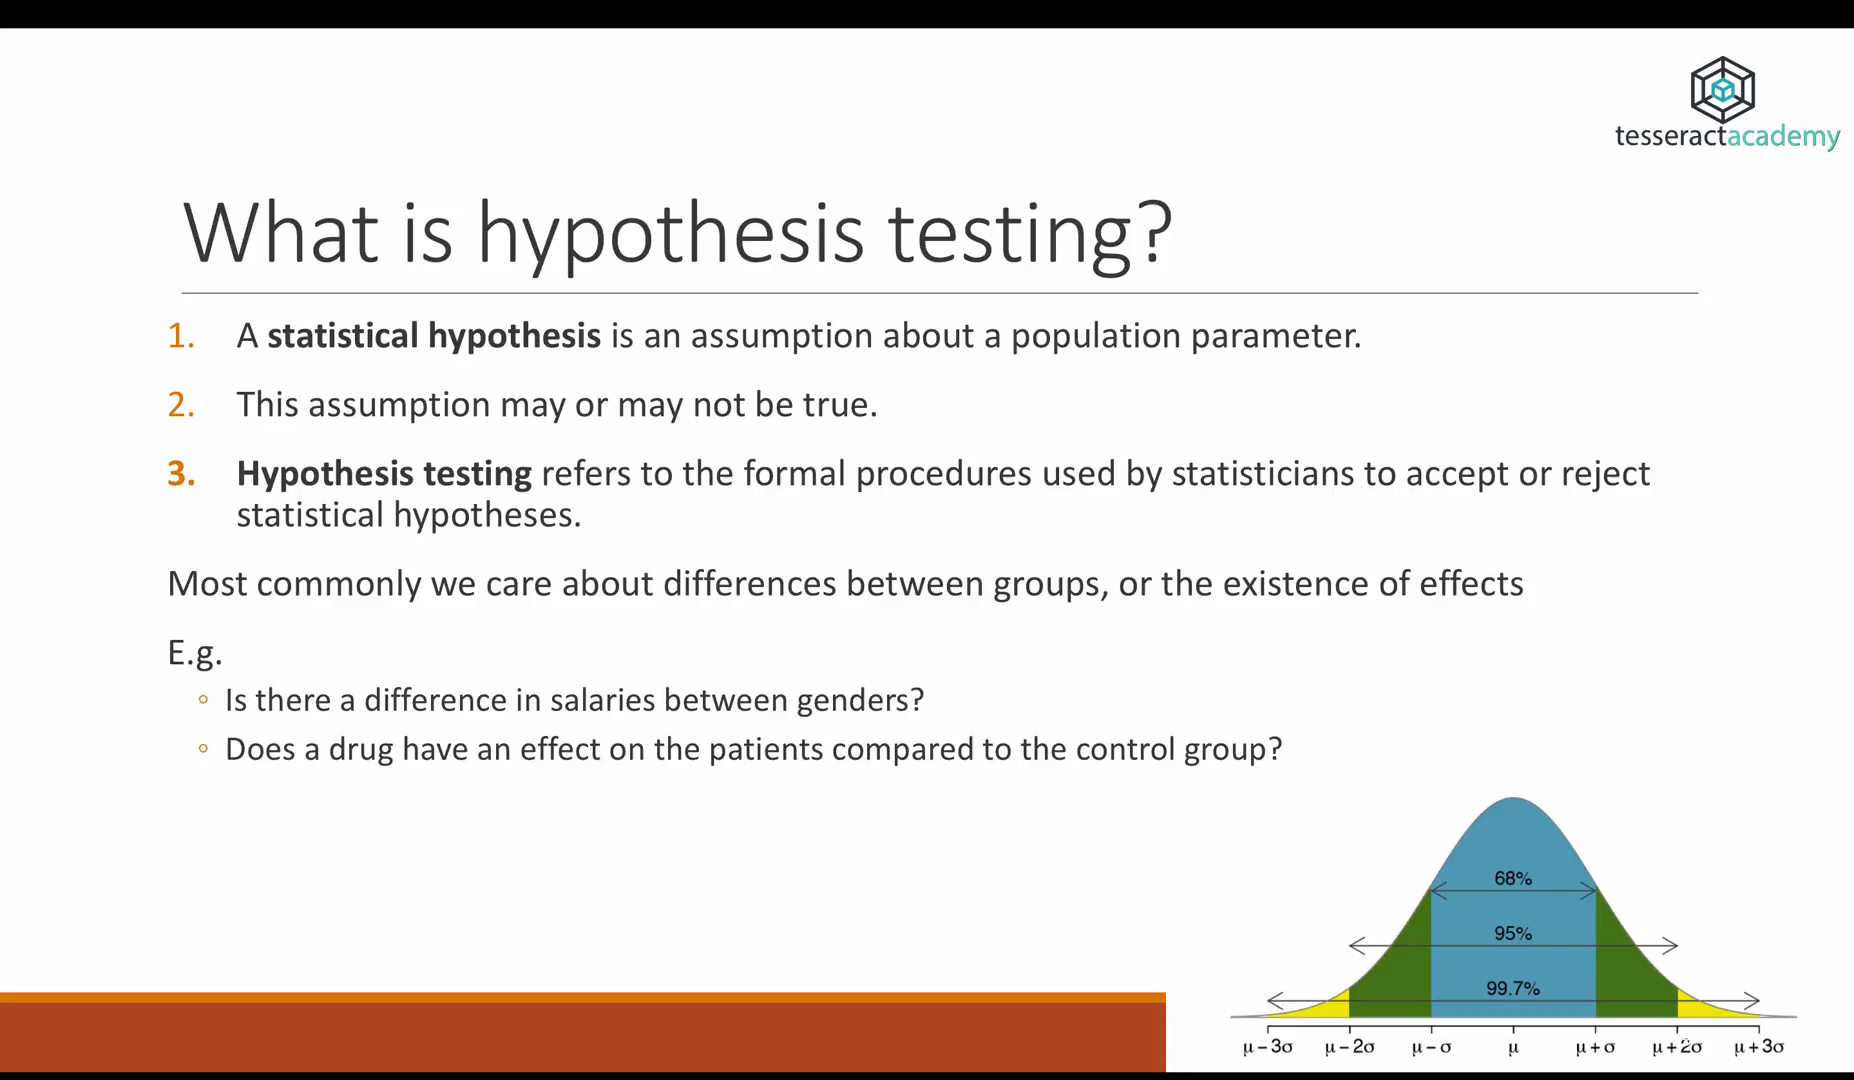 tesseractacademy
What is hypothesis testing?
1. A statistical hypothesis is an assumption about a population parameter.
2. This assumption may or may not be true.
3. Hypothesis testing refers to the formal procedures used by statisticians to accept or reject
statistical hypotheses.
Most commonly we care about differences between groups, or the existence of effects
E.g.
◦ Is there a difference in salaries between genders?
◦ Does a drug have an effect on the patients compared to the control group?
68%
95%
99.7%
μ − 3σ μ − 2σ μ − σ μ μ + σ μ + 2σ μ + 3σ